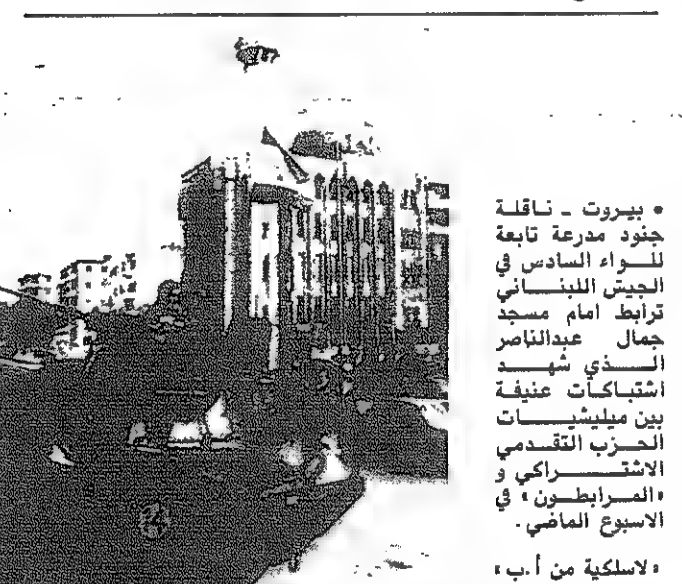 • بيروت - ناقلة
جنود مدرعة تابعة
للواء السادس في
الجيش اللبناني
ترابط امام مسجد
جمال عبدالناصر
الذي شهد
اشتباكات عنيفة
بين ميليشيات
الحزب التقدمي
الاشتراكي و
«المرابطون» في
الاسبوع الماضي.
«لاسلكية من أ.ب»